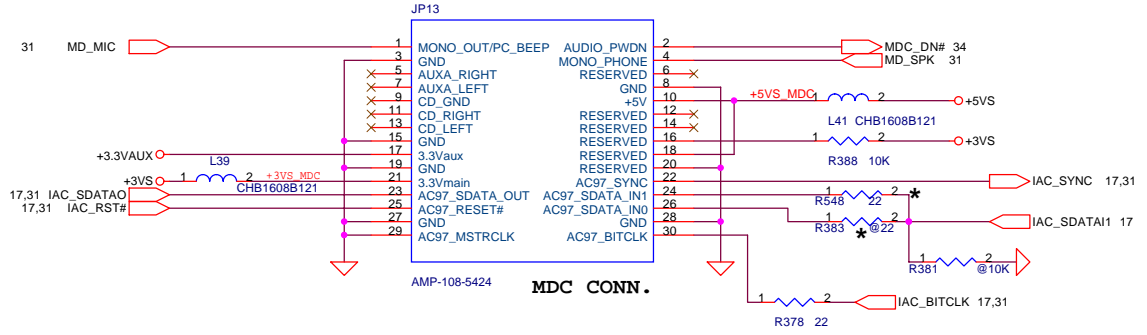 JP13
31 MD_MIC 1 MONO_OUT/PC_BEEP AUDIO_PWDN 2 MDC_DN# 34
3 GND MONO_PHONE 4 MD_SPK 31
5 AUXA_RIGHT RESERVED 6
7 AUXA_LEFT GND 8
9 CD_GND +5V 10 +5VS_MDC 1 2 +5VS
11 CD_RIGHT RESERVED 12 L41 CHB1608B121
13 CD_LEFT RESERVED 14
15 GND RESERVED 16 1 2 +3VS
+3.3VAUX 17 3.3Vaux RESERVED 18 R388 10K
L39 19 GND RESERVED 20
+3VS 1 2 +3VS_MDC 21 3.3Vmain AC97_SYNC 22 IAC_SYNC 17,31
CHB1608B121
17,31 IAC_SDATAO 23 AC97_SDATA_OUT AC97_SDATA_IN1 24 1 2 *
R548 22
17,31 IAC_RST# 25 AC97_RESET# AC97_SDATA_IN0 26
27 GND GND 28 1 2 IAC_SDATAI1 17
R383 * @22
29 AC97_MSTRCLK AC97_BITCLK 30
1 2
R381 @10K
AMP-108-5424
MDC CONN.
1 2 IAC_BITCLK 17,31
R378 22